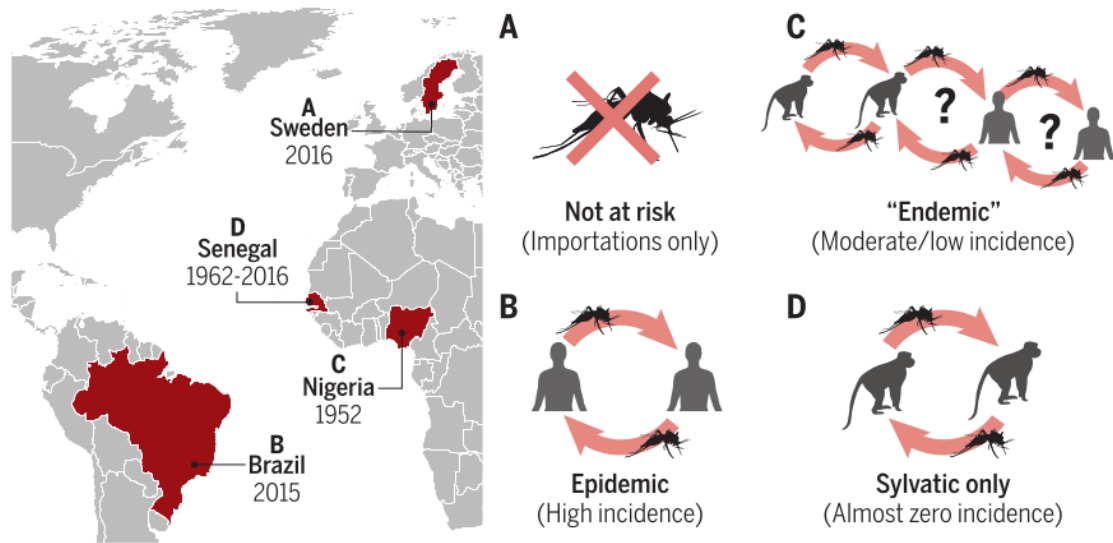 A
Sweden
2016
D
Senegal
1962-2016
C
Nigeria
1952
B
Brazil
2015
A
Not at risk
(Importations only)
C
?
?
“Endemic”
(Moderate/low incidence)
B
Epidemic
(High incidence)
D
Sylvatic only
(Almost zero incidence)